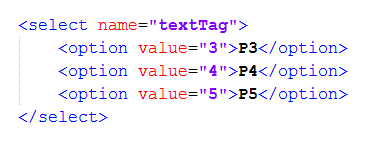 <select name="textTag">
    <option value="3">P3</option>
    <option value="4">P4</option>
    <option value="5">P5</option>
</select>